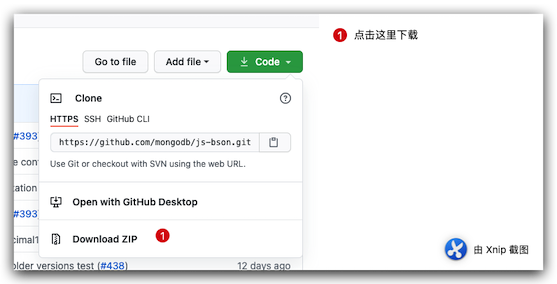 1 点击这里下载
Go to file
Add file
Code
Clone
HTTPS SSH GitHub CLI
#393)
https://github.com/mongodb/js-bson.git
e con
Use Git or checkout with SVN using the web URL.
tation
Open with GitHub Desktop
#393)
Download ZIP 1
cimal1
older versions test (#438) 12 days ago
由 Xnip 截图